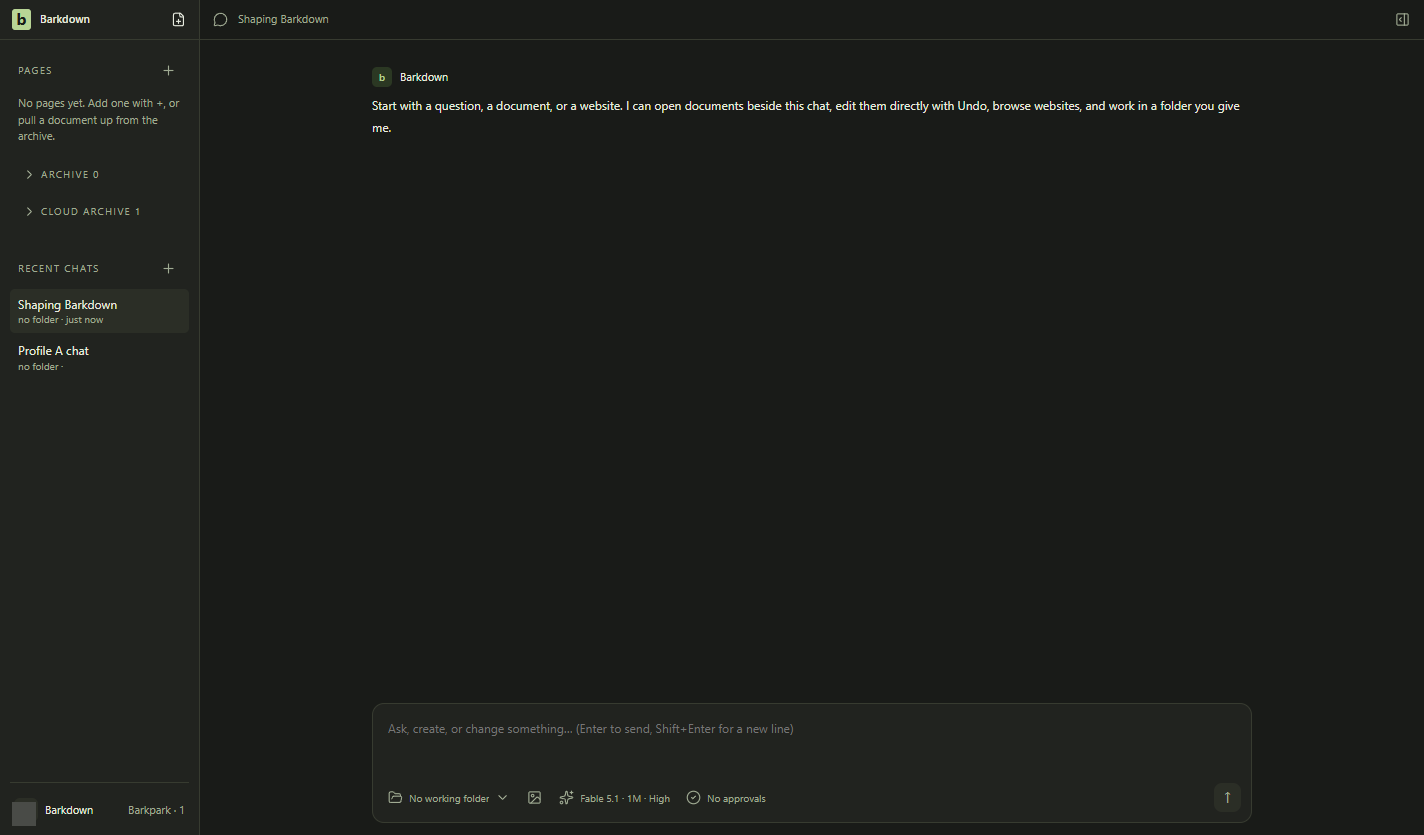 b Barkdown
Shaping Barkdown
PAGES
No pages yet. Add one with +, or
pull a document up from the
archive.
ARCHIVE 0
CLOUD ARCHIVE 1
RECENT CHATS
Shaping Barkdown
no folder · just now
Profile A chat
no folder ·
Barkdown
Barkpark · 1
b Barkdown
Start with a question, a document, or a website. I can open documents beside this chat, edit them directly with Undo, browse websites, and work in a folder you give
me.
Ask, create, or change something... (Enter to send, Shift+Enter for a new line)
No working folder
Fable 5.1 · 1M · High
No approvals